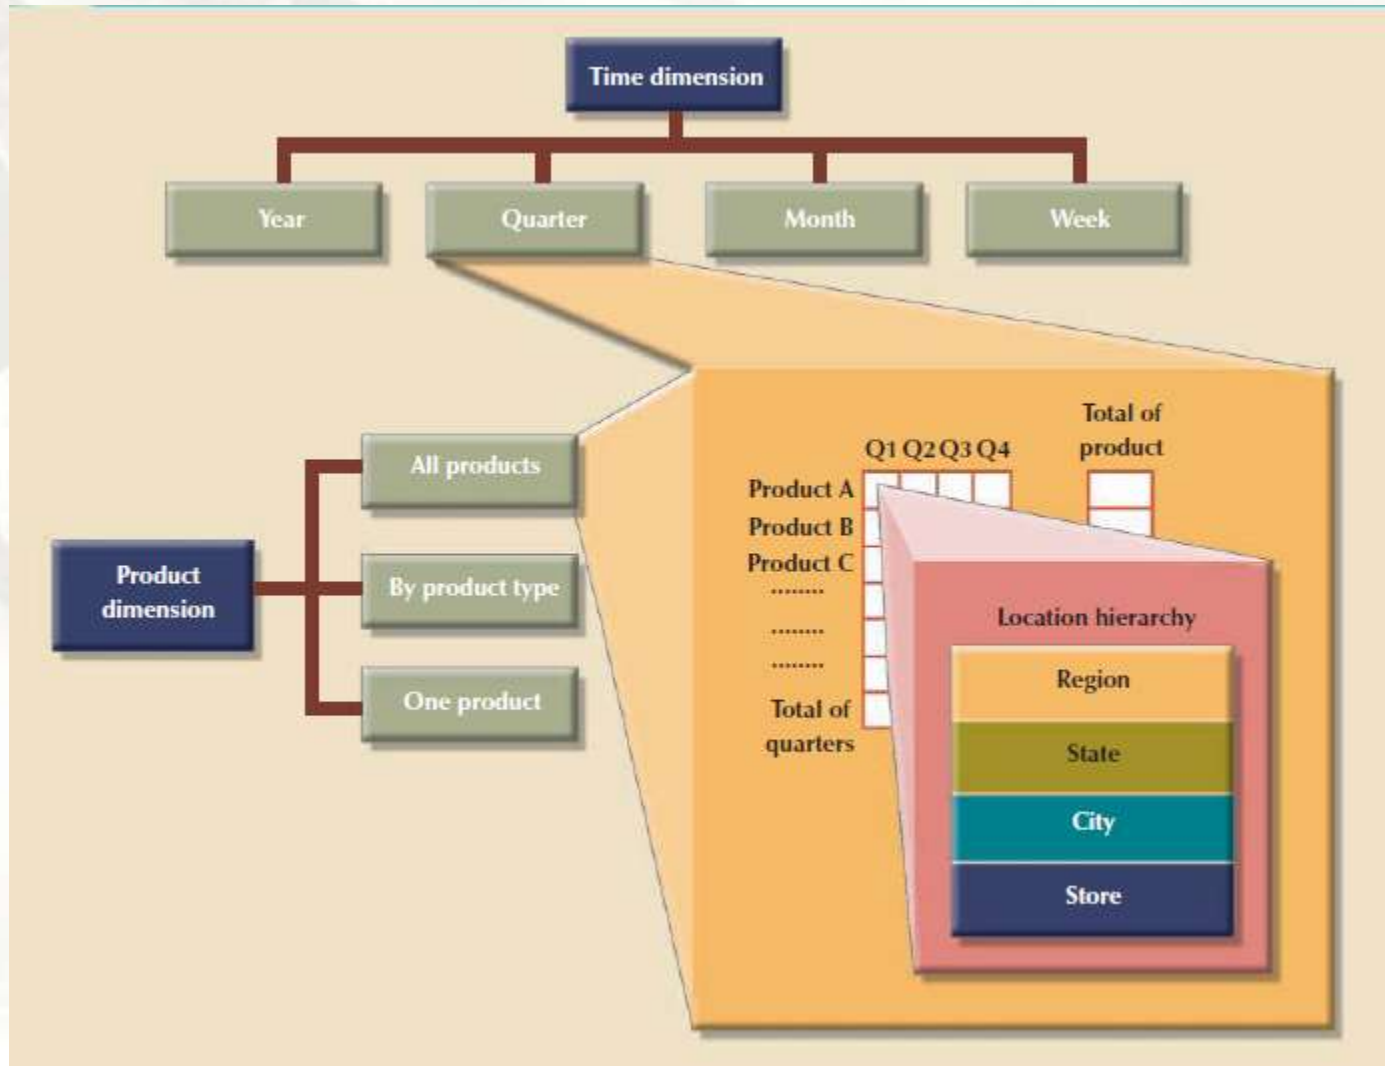 Time dimension
Year
Quarter
Month
Week
Total of
product
Q1 Q2 Q3 Q4
Product A
Product B
Product C
........
........
........
Total of
quarters
All products
By product type
One product
Product
dimension
Location hierarchy
Region
State
City
Store